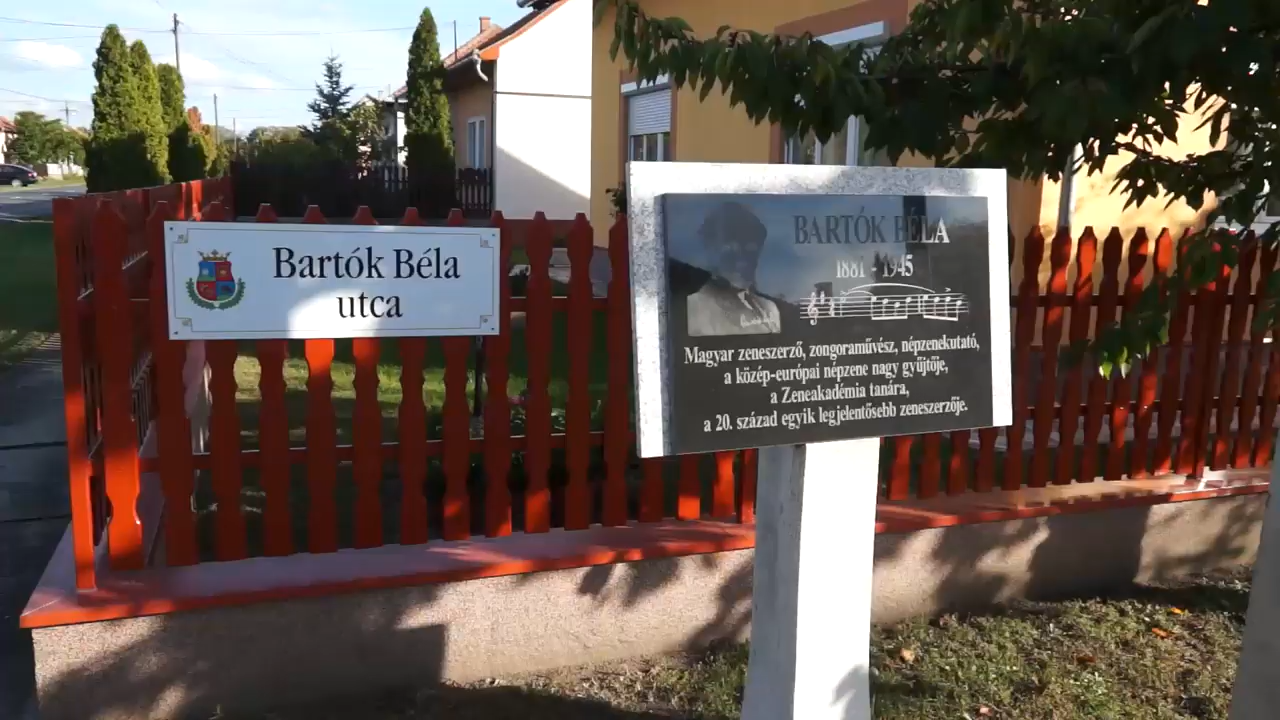 Bartók Béla
utca
BARTÓK BÉLA
1881 - 1945
Magyar zeneszerző, zongoraművész, népzenekutató,
a közép-európai népzene nagy gyűjtője,
a Zeneakadémia tanára,
a 20. század egyik legjelentősebb zeneszerzője.